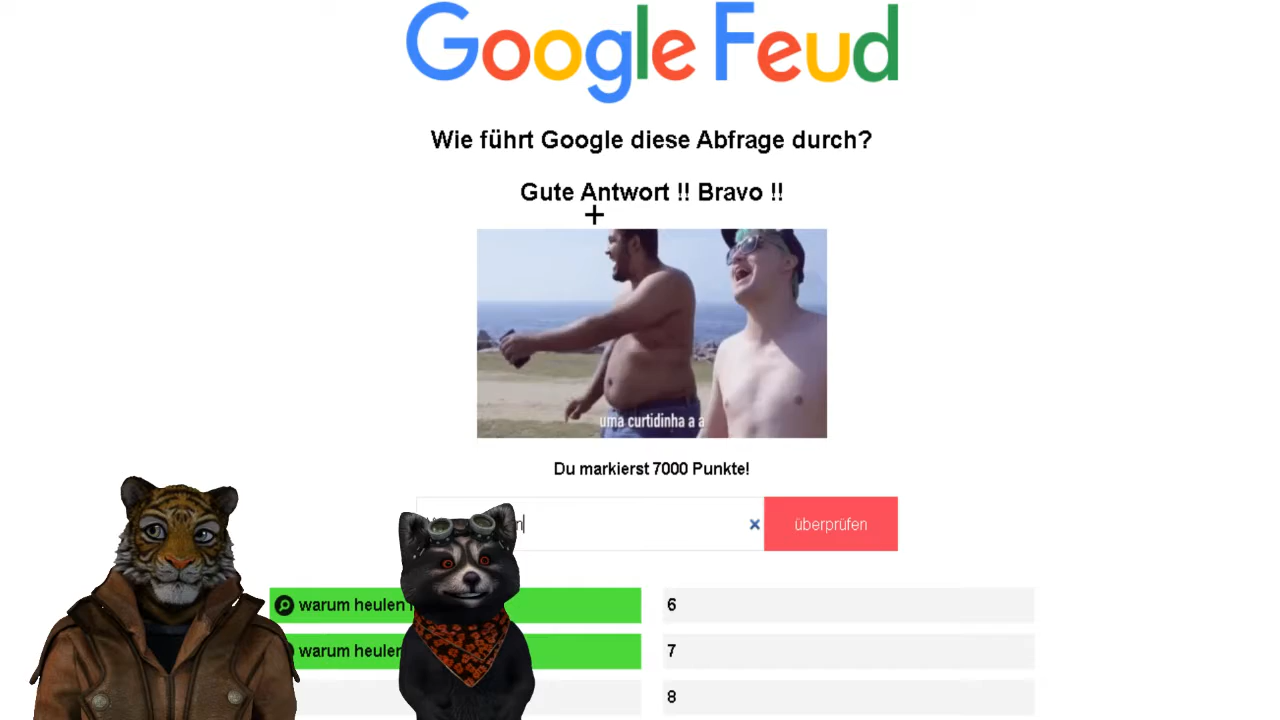 Google Feud
Wie führt Google diese Abfrage durch?
Gute Antwort !! Bravo !!
uma curtidinha a a
Du markierst 7000 Punkte!
überprüfen
warum heulen
6
warum heulen
7
8